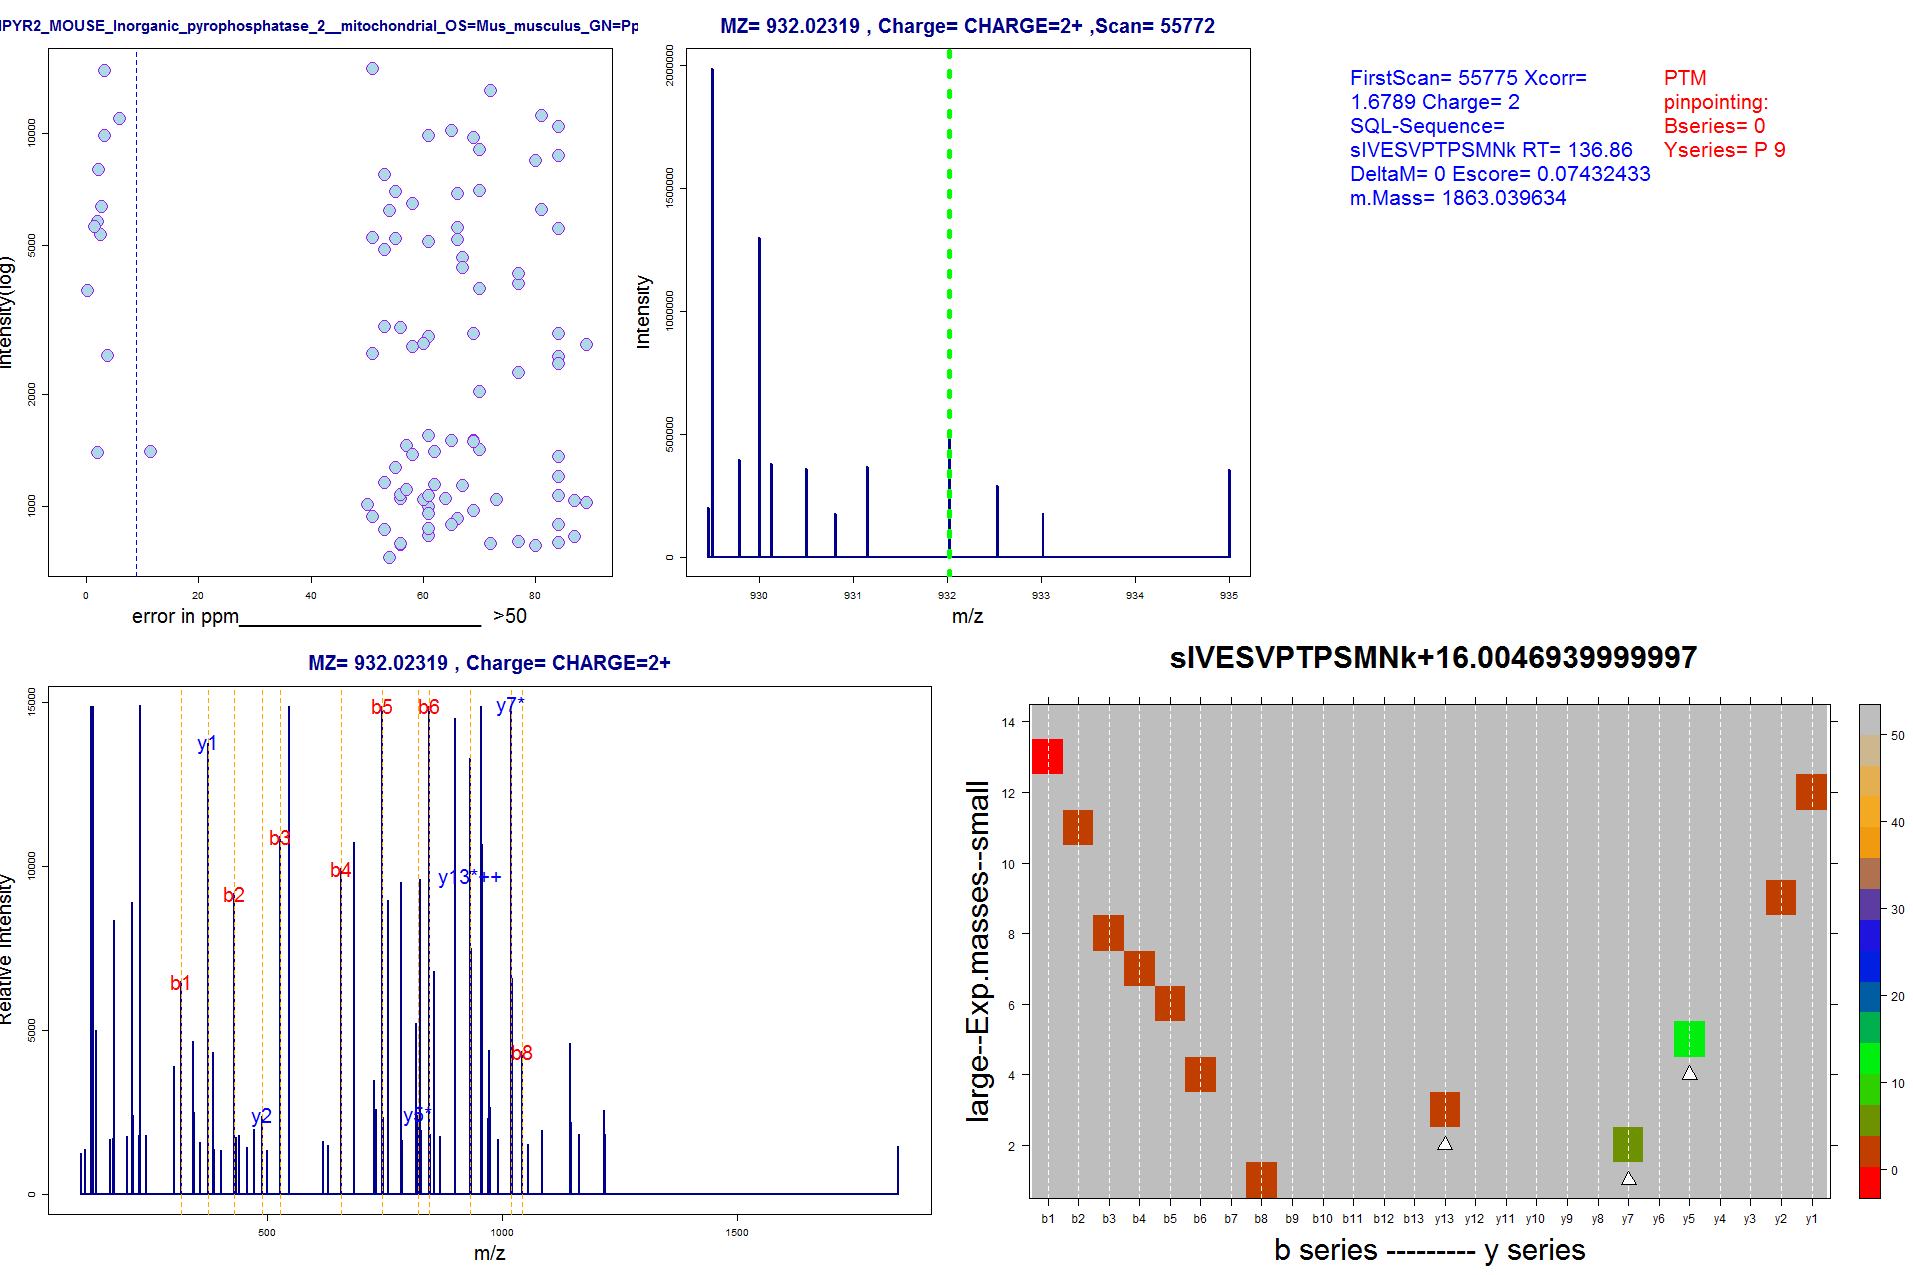 IPYR2_MOUSE_Inorganic_pyrophosphatase_2__mitochondrial_OS=Mus_musculus_GN=Pp
MZ= 932.02319 , Charge= CHARGE=2+ ,Scan= 55772
FirstScan= 55775 Xcorr=
1.6789 Charge= 2
SQL-Sequence=
sIVESVPTPSMNk RT= 136.86
DeltaM= 0 Escore= 0.07432433
m.Mass= 1863.039634
PTM
pinpointing:
Bseries= 0
Yseries= P 9
Intensity(log)
10000
5000
2000
1000
0 20 40 60 80
error in ppm______________________ >50
Intensity
2000000
1500000
1000000
500000
0
930 931 932 933 934 935
m/z
MZ= 932.02319 , Charge= CHARGE=2+
Relative Intensity
15000
10000
5000
0
b5 b6 y7*
y1
b3
b4 y13*++
b2
b1
b8
y2 y5*
500 1000 1500
m/z
sIVESVPTPSMNk+16.0046939999997
large--Exp.masses--small
14
12
10
8
6
4
2
b1 b2 b3 b4 b5 b6 b7 b8 b9 b10 b11 b12 b13 y13 y12 y11 y10 y9 y8 y7 y6 y5 y4 y3 y2 y1
b series --------- y series
50
40
30
20
10
0